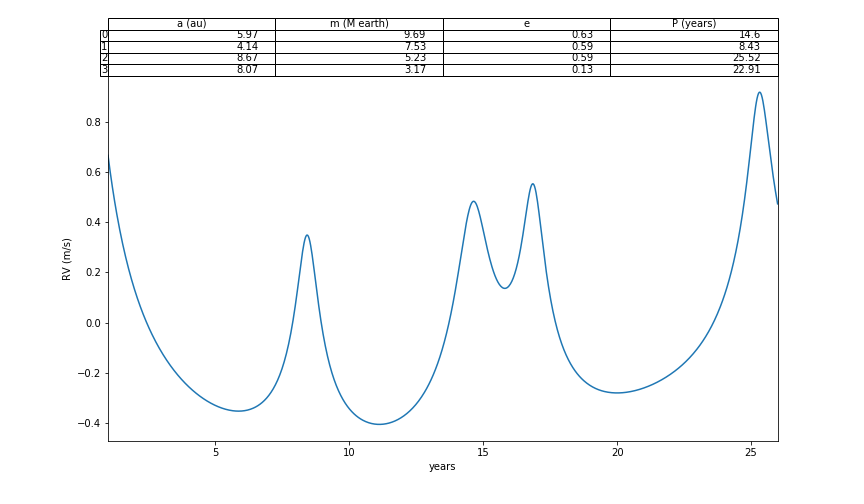 a (au) m (M earth) e P (years)
0 5.97 9.69 0.63 14.6
1 4.14 7.53 0.59 8.43
2 8.67 5.23 0.59 25.52
3 8.07 3.17 0.13 22.91
0.8
0.6
0.4
0.2
0.0
−0.2
−0.4
RV (m/s)
5 10 15 20 25
years